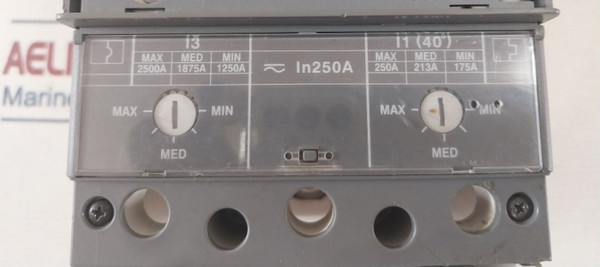 AELI
Marine
I3
MAX MED MIN
2500A 1875A 1250A
In250A
I1 (40°)
MAX MED MIN
250A 213A 175A
MAX MIN
MED
MAX MIN
MED